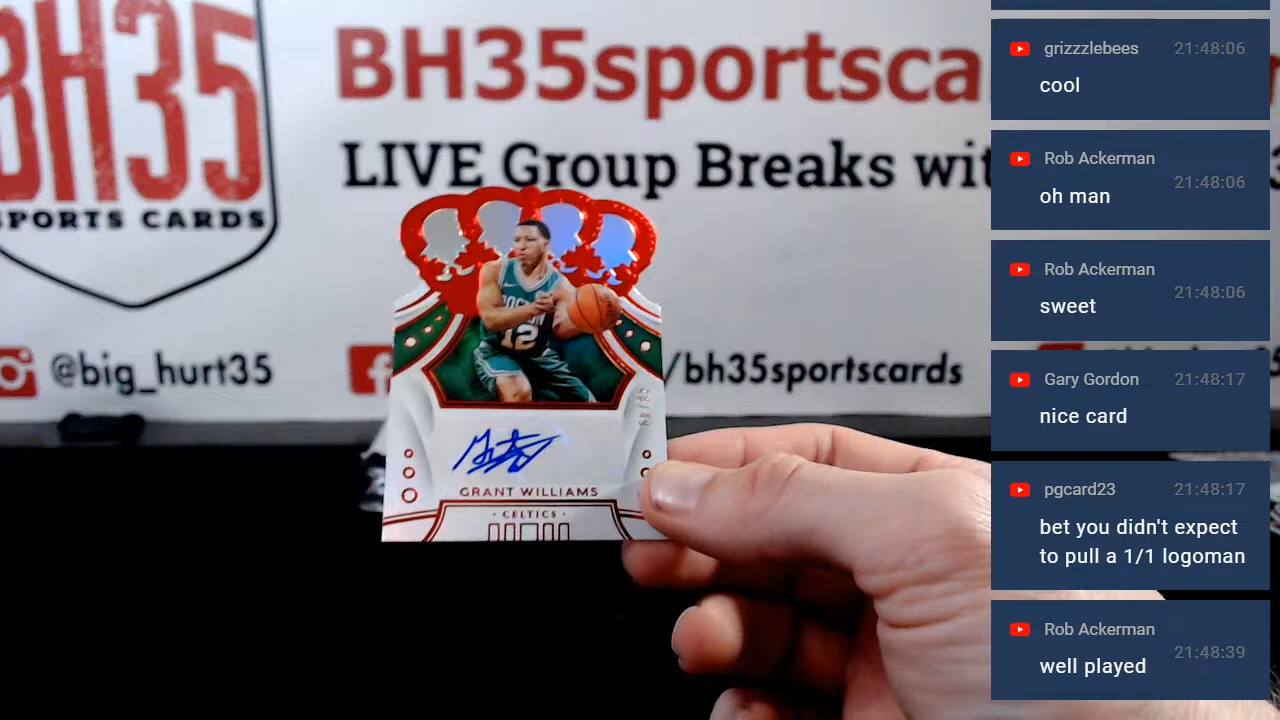 BH35
SPORTS CARDS
BH35sportsca
LIVE Group Breaks wit
@big_hurt35
/bh35sportscards
BOSTON
12
GRANT WILLIAMS
CELTICS
grizzzlebees 21:48:06
cool
Rob Ackerman 21:48:06
oh man
Rob Ackerman 21:48:06
sweet
Gary Gordon 21:48:17
nice card
pgcard23 21:48:17
bet you didn't expect
to pull a 1/1 logoman
Rob Ackerman 21:48:39
well played